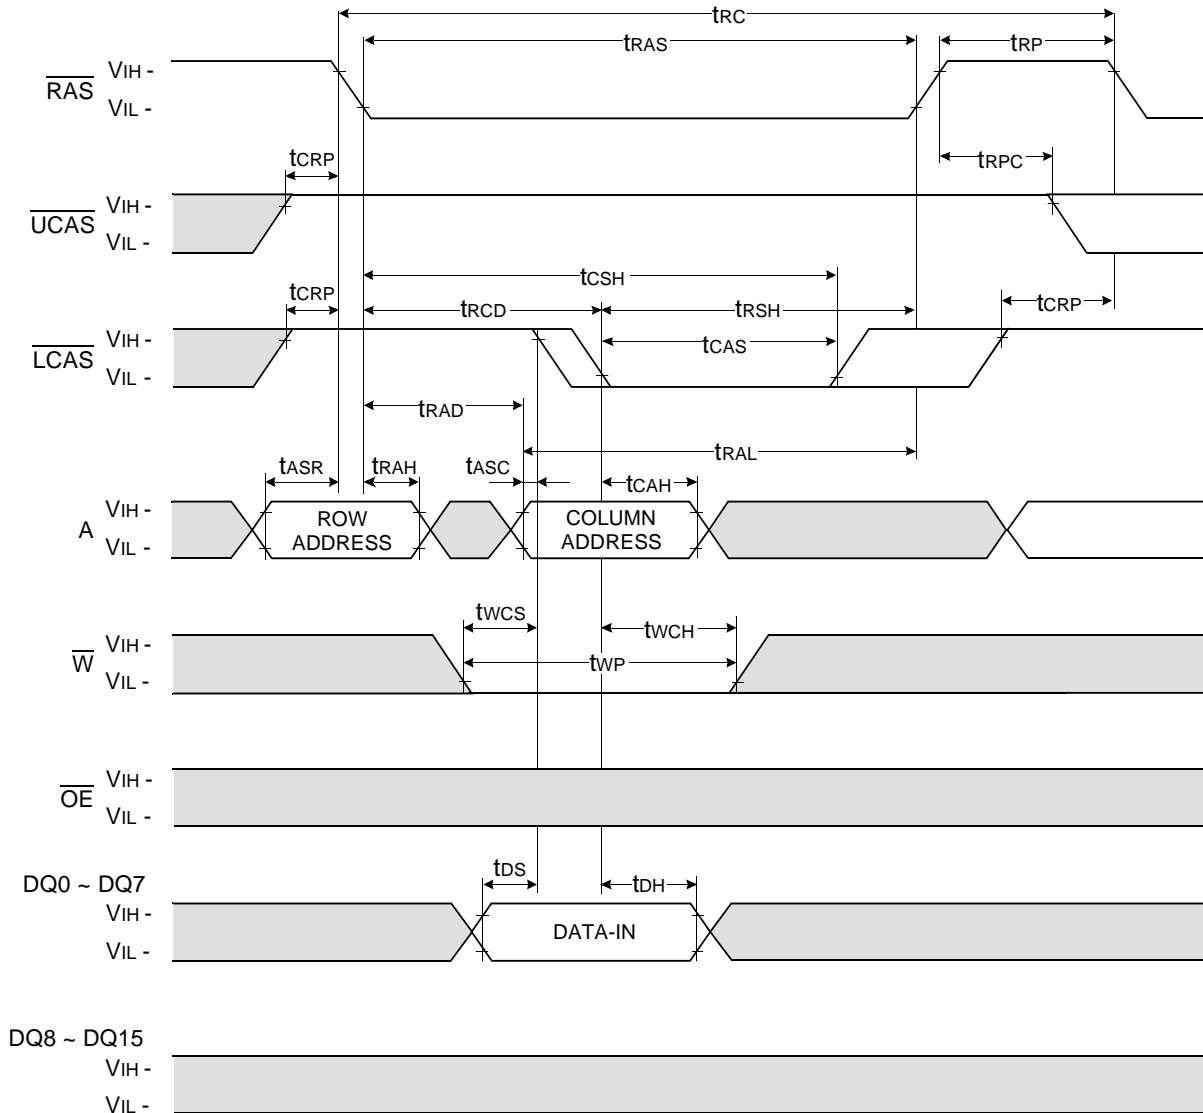 tRC
tRAS
tRP
RAS
VIH -
VIL -
tCRP
tRPC
UCAS
VIH -
VIL -
tCSH
tCRP
tRCD
tRSH
tCRP
LCAS
VIH -
VIL -
tCAS
tRAD
tRAL
tASR
tRAH
tASC
tCAH
A
VIH -
VIL -
ROW
ADDRESS
COLUMN
ADDRESS
tWCS
tWCH
W
VIH -
VIL -
tWP
OE
VIH -
VIL -
tDS
tDH
DQ0 ~ DQ7
VIH -
VIL -
DATA-IN
DQ8 ~ DQ15
VIH -
VIL -